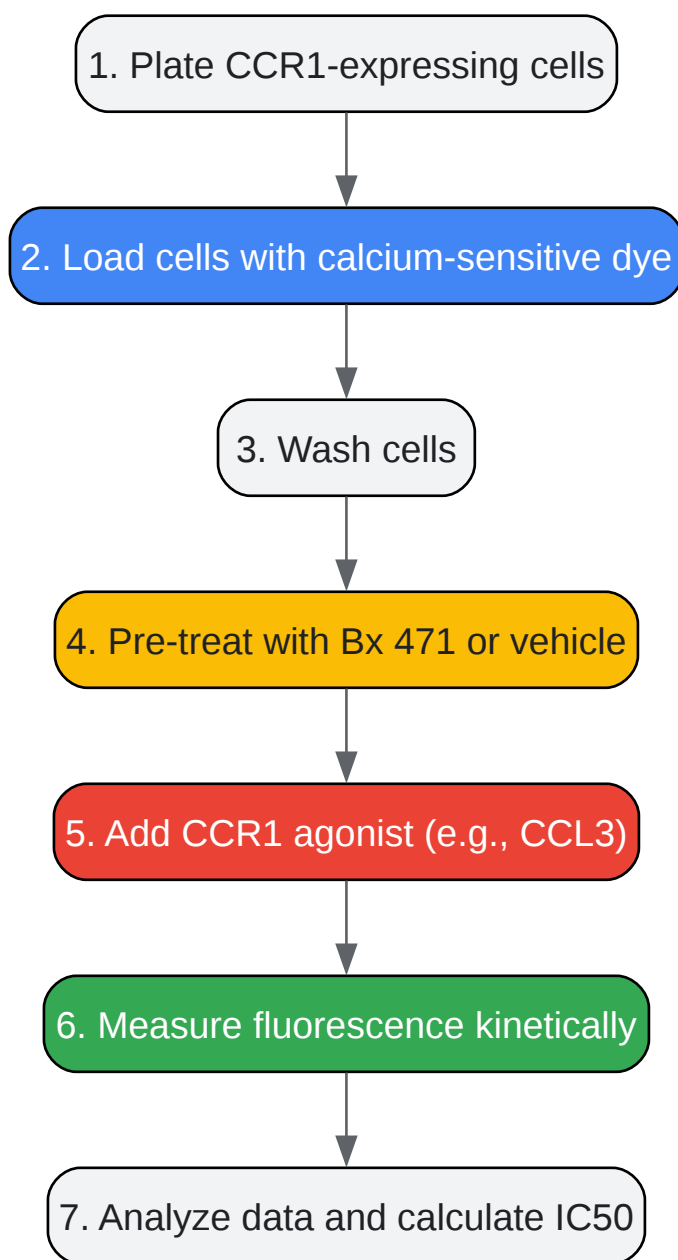 1. Plate CCR1-expressing cells
2. Load cells with calcium-sensitive dye
3. Wash cells
4. Pre-treat with Bx 471 or vehicle
5. Add CCR1 agonist (e.g., CCL3)
6. Measure fluorescence kinetically
7. Analyze data and calculate IC50